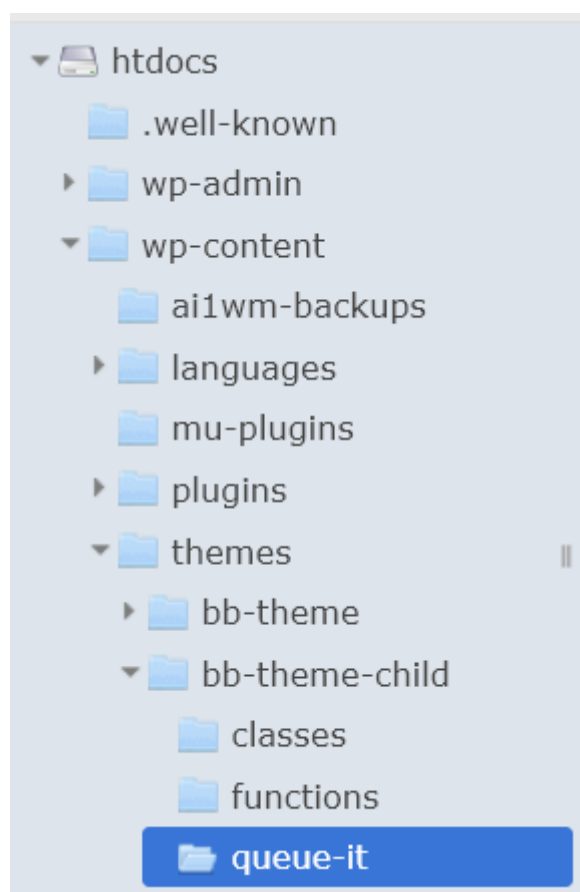 htdocs
.well-known
wp-admin
wp-content
ai1wm-backups
languages
mu-plugins
plugins
themes
bb-theme
bb-theme-child
classes
functions
queue-it